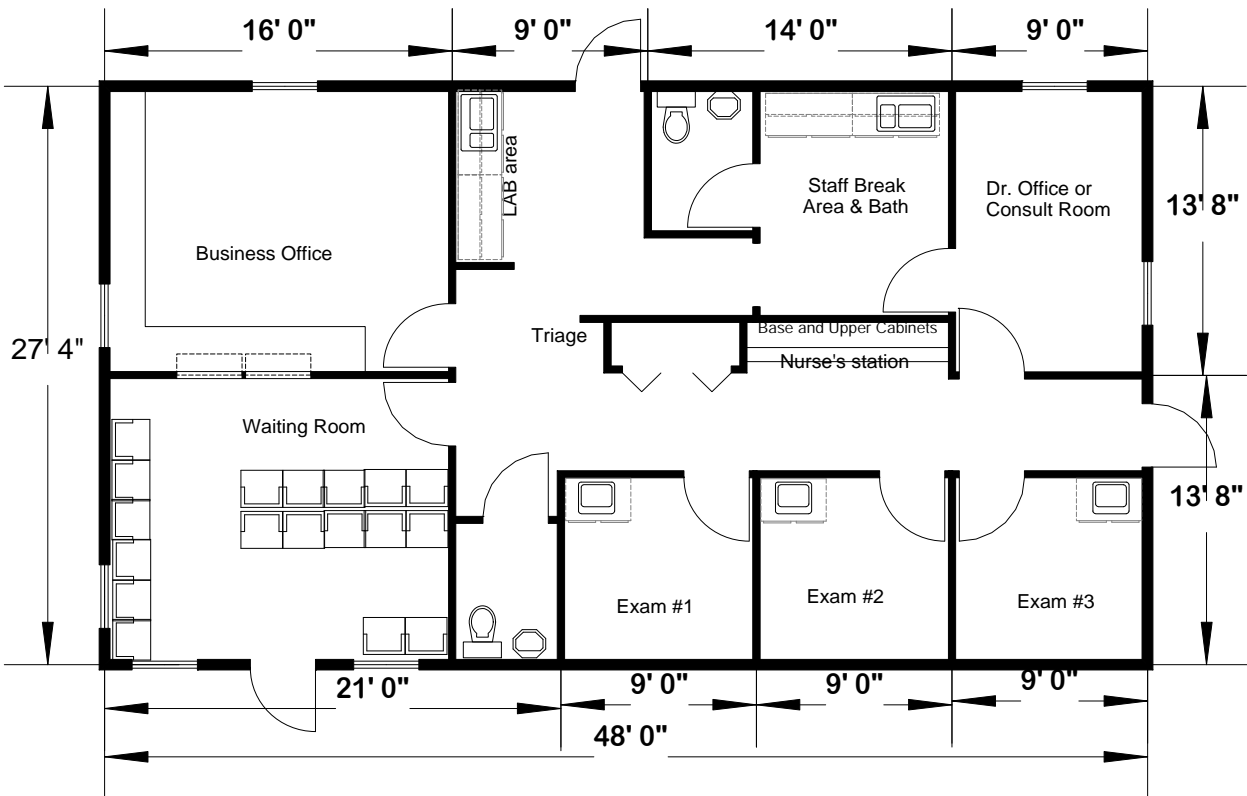 16' 0"
9' 0"
14' 0"
9' 0"
LAB area
Staff Break
Area & Bath
Dr. Office or
Consult Room
13' 8"
Business Office
27' 4"
Triage
Base and Upper Cabinets
Nurse's station
Waiting Room
13' 8"
Exam #1
Exam #2
Exam #3
21' 0"
9' 0"
9' 0"
9' 0"
48' 0"